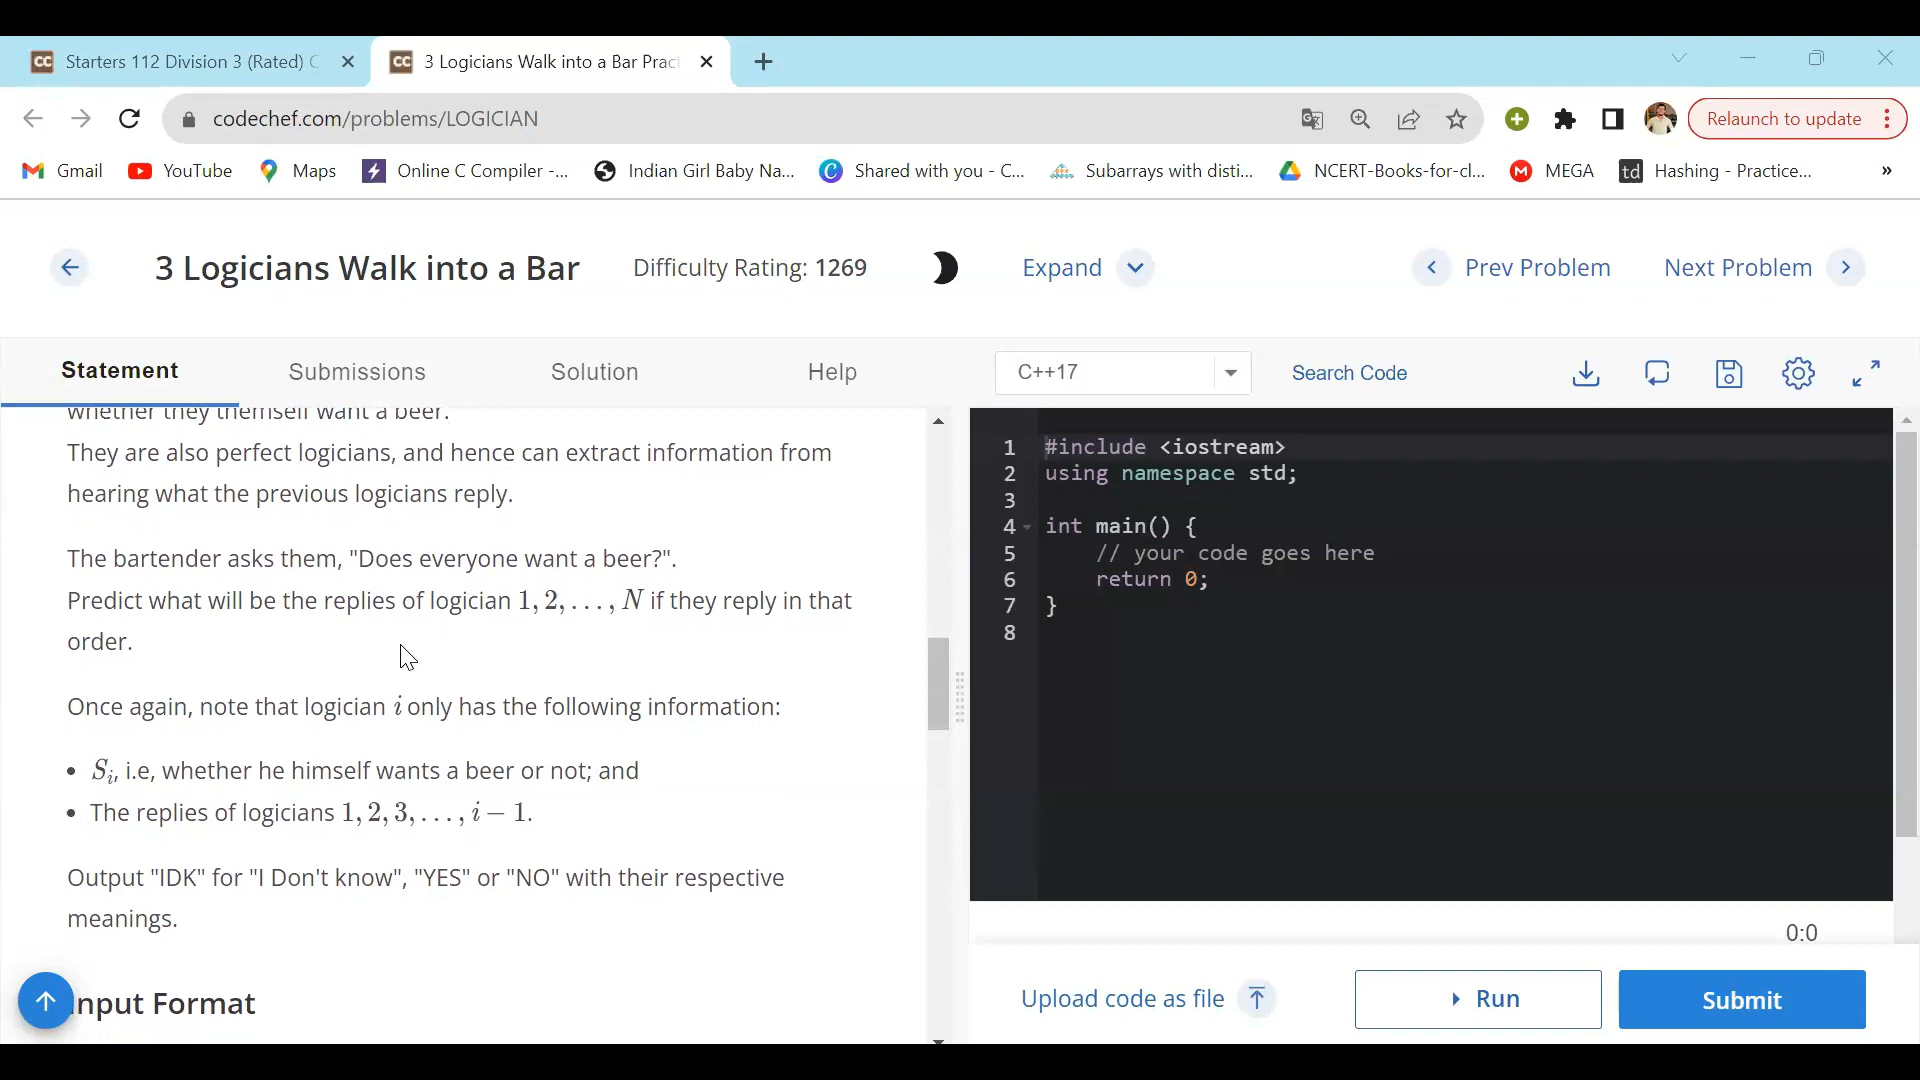 Starters 112 Division 3 (Rated) C
3 Logicians Walk into a Bar Prac
codechef.com/problems/LOGICIAN
Relaunch to update
Gmail
YouTube
Maps
Online C Compiler -...
Indian Girl Baby Na...
Shared with you - C...
Subarrays with disti...
NCERT-Books-for-cl...
MEGA
td
Hashing - Practice...
»
3 Logicians Walk into a Bar
Difficulty Rating: 1269
Expand
Prev Problem
Next Problem
Statement
Submissions
Solution
Help
C++17
Search Code
whether they themself want a beer.
They are also perfect logicians, and hence can extract information from
hearing what the previous logicians reply.
The bartender asks them, "Does everyone want a beer?".
Predict what will be the replies of logician 1, 2, . . . , N if they reply in that
order.
Once again, note that logician i only has the following information:
• Si, i.e, whether he himself wants a beer or not; and
• The replies of logicians 1, 2, 3, . . . , i − 1.
Output "IDK" for "I Don't know", "YES" or "NO" with their respective
meanings.
nput Format
1 #include <iostream>
2 using namespace std;
3
4 int main() {
5 // your code goes here
6 return 0;
7 }
8
0:0
Upload code as file
Run
Submit